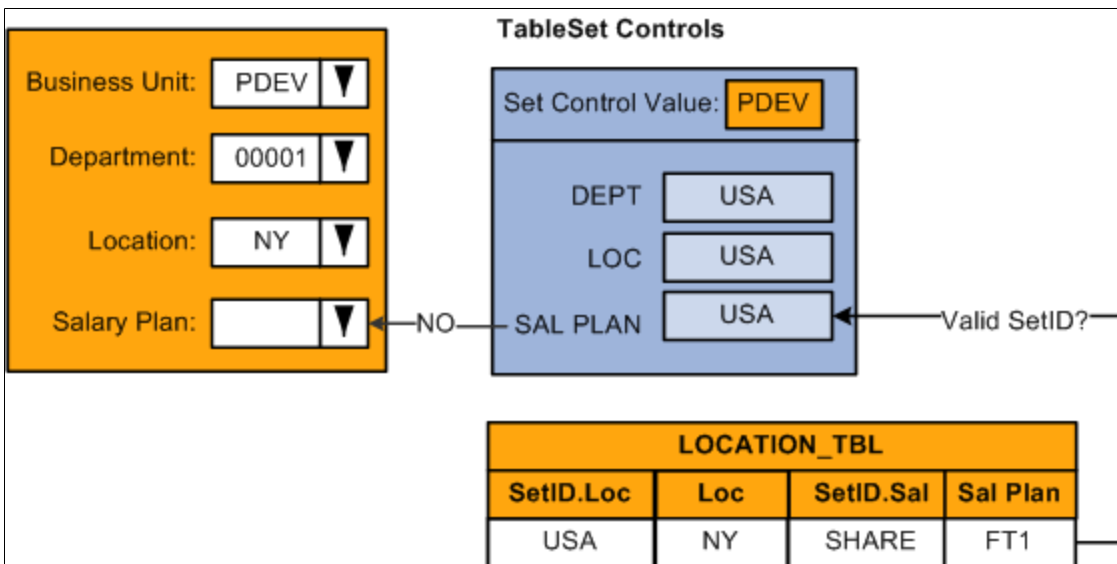 TableSet Controls
Business Unit: PDEV
Department: 00001
Location: NY
Salary Plan:
NO
Set Control Value: PDEV
DEPT USA
LOC USA
SAL PLAN USA
Valid SetID?
LOCATION_TBL
SetID.Loc Loc SetID.Sal Sal Plan
USA NY SHARE FT1